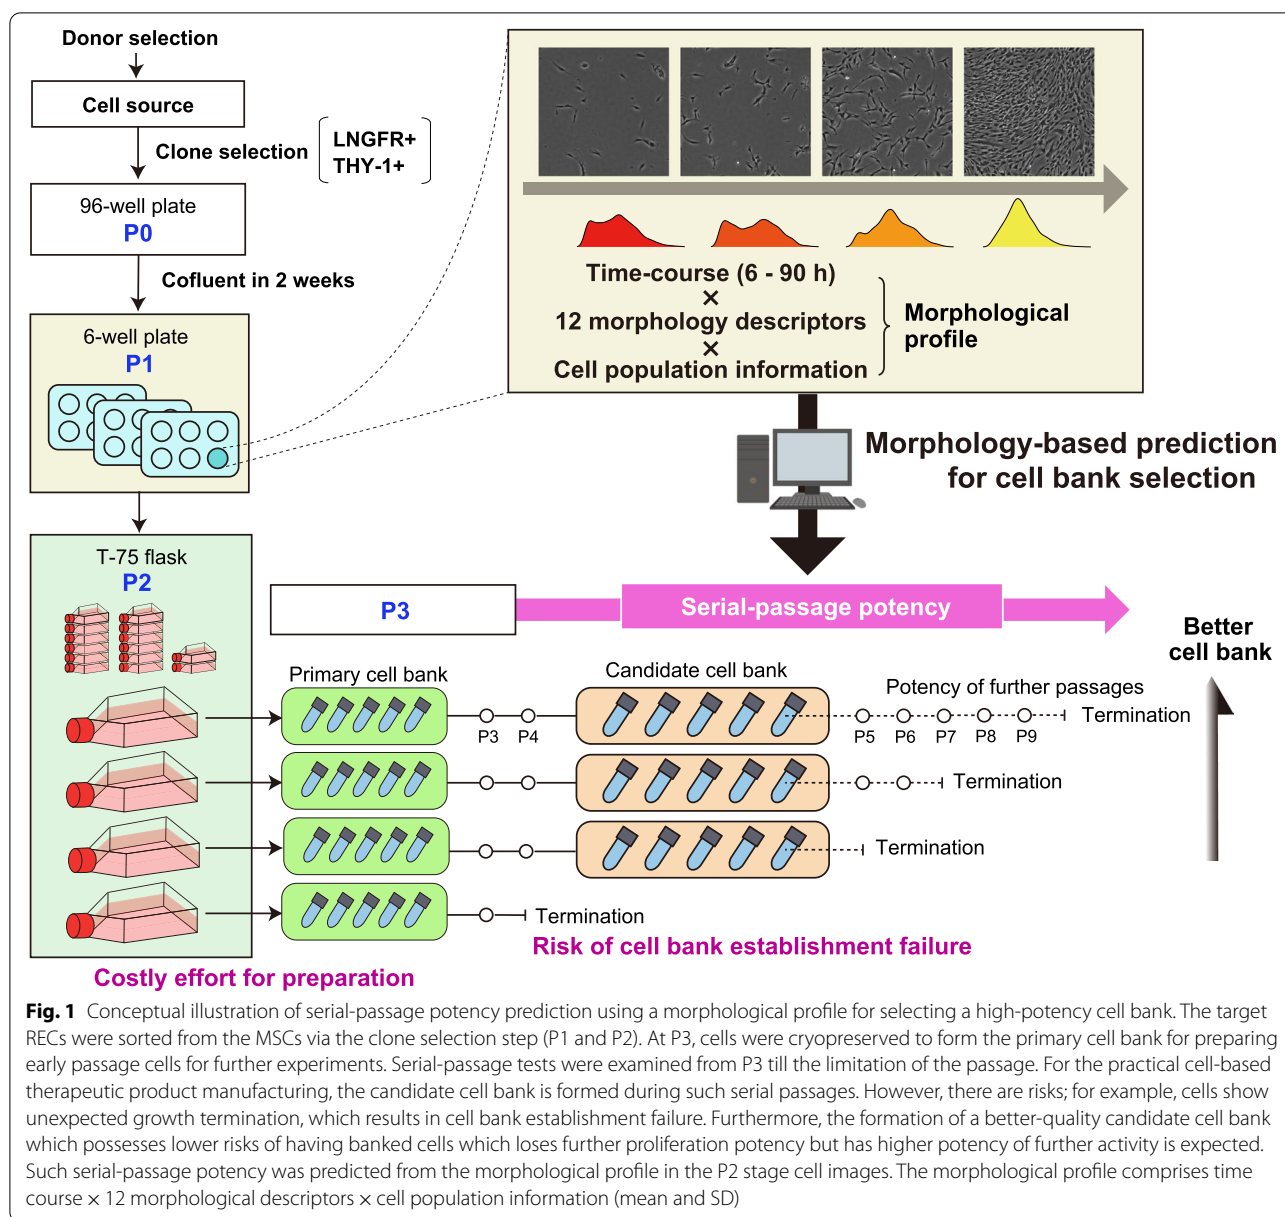 Donor selection
Cell source
Clone selection
LNGFR+
THY-1+
96-well plate
P0
Cofluent in 2 weeks
6-well plate
P1
Time-course (6 - 90 h)
×
12 morphology descriptors
×
Cell population information
Morphological
profile
Morphology-based prediction
for cell bank selection
T-75 flask
P2
P3
Serial-passage potency
Better
cell bank
Primary cell bank
Candidate cell bank
Potency of further passages
P3
P4
P5
P6
P7
P8
P9
Termination
Termination
Termination
Termination
Risk of cell bank establishment failure
Costly effort for preparation
Fig. 1 Conceptual illustration of serial-passage potency prediction using a morphological profile for selecting a high-potency cell bank. The target
RECs were sorted from the MSCs via the clone selection step (P1 and P2). At P3, cells were cryopreserved to form the primary cell bank for preparing
early passage cells for further experiments. Serial-passage tests were examined from P3 till the limitation of the passage. For the practical cell-based
therapeutic product manufacturing, the candidate cell bank is formed during such serial passages. However, there are risks; for example, cells show
unexpected growth termination, which results in cell bank establishment failure. Furthermore, the formation of a better-quality candidate cell bank
which possesses lower risks of having banked cells which loses further proliferation potency but has higher potency of further activity is expected.
Such serial-passage potency was predicted from the morphological profile in the P2 stage cell images. The morphological profile comprises time
course × 12 morphological descriptors × cell population information (mean and SD)